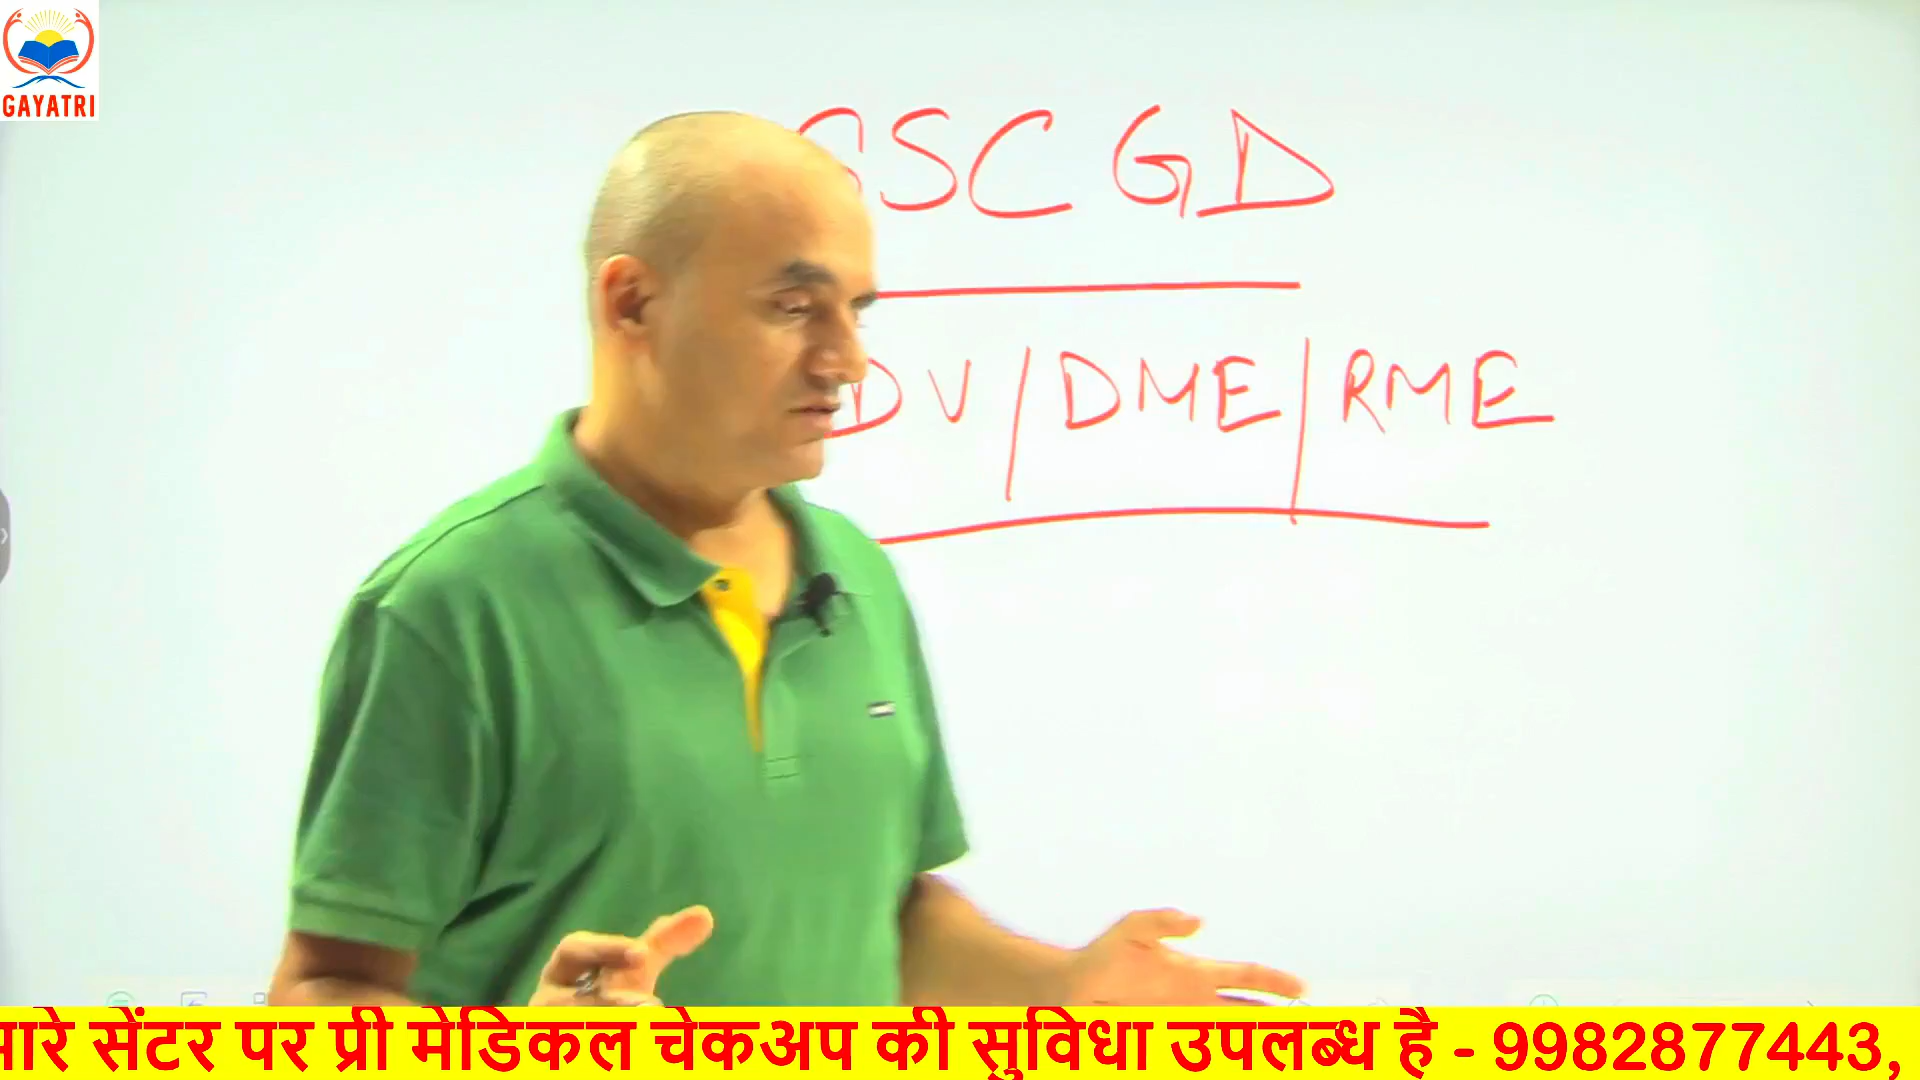 GAYATRI
SSC GD
DV / DME / RME
सेंटर पर प्री मेडिकल चेकअप की सुविधा उपलब्ध है - 9982877443,